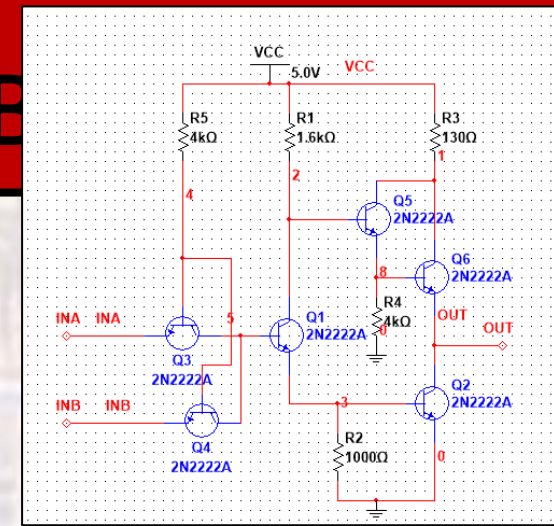 B
VCC
5.0V
VCC
R5
4kΩ
R1
1.6kΩ
R3
130Ω
4
2
1
Q5
2N2222A
8
Q6
2N2222A
R4
4kΩ
0
OUT
OUT
INA INA
5
Q1
2N2222A
Q3
2N2222A
INB INB
Q4
2N2222A
3
Q2
2N2222A
R2
1000Ω
0